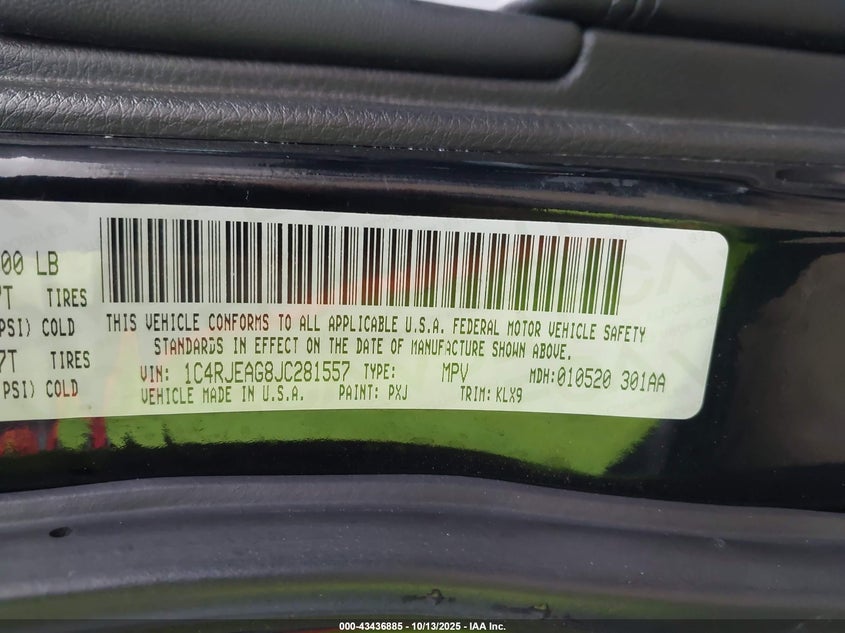 00 LB
7T TIRES
PSI) COLD
7T TIRES
PSI) COLD
THIS VEHICLE CONFORMS TO ALL APPLICABLE U.S.A. FEDERAL MOTOR VEHICLE SAFETY
STANDARDS IN EFFECT ON THE DATE OF MANUFACTURE SHOWN ABOVE.
VIN: 1C4RJEAG8JC281557 TYPE: MPV MDH:010520 301AA
VEHICLE MADE IN U.S.A. PAINT: PXJ TRIM: KLX9
000-43436885 - 10/13/2025 - IAA Inc.